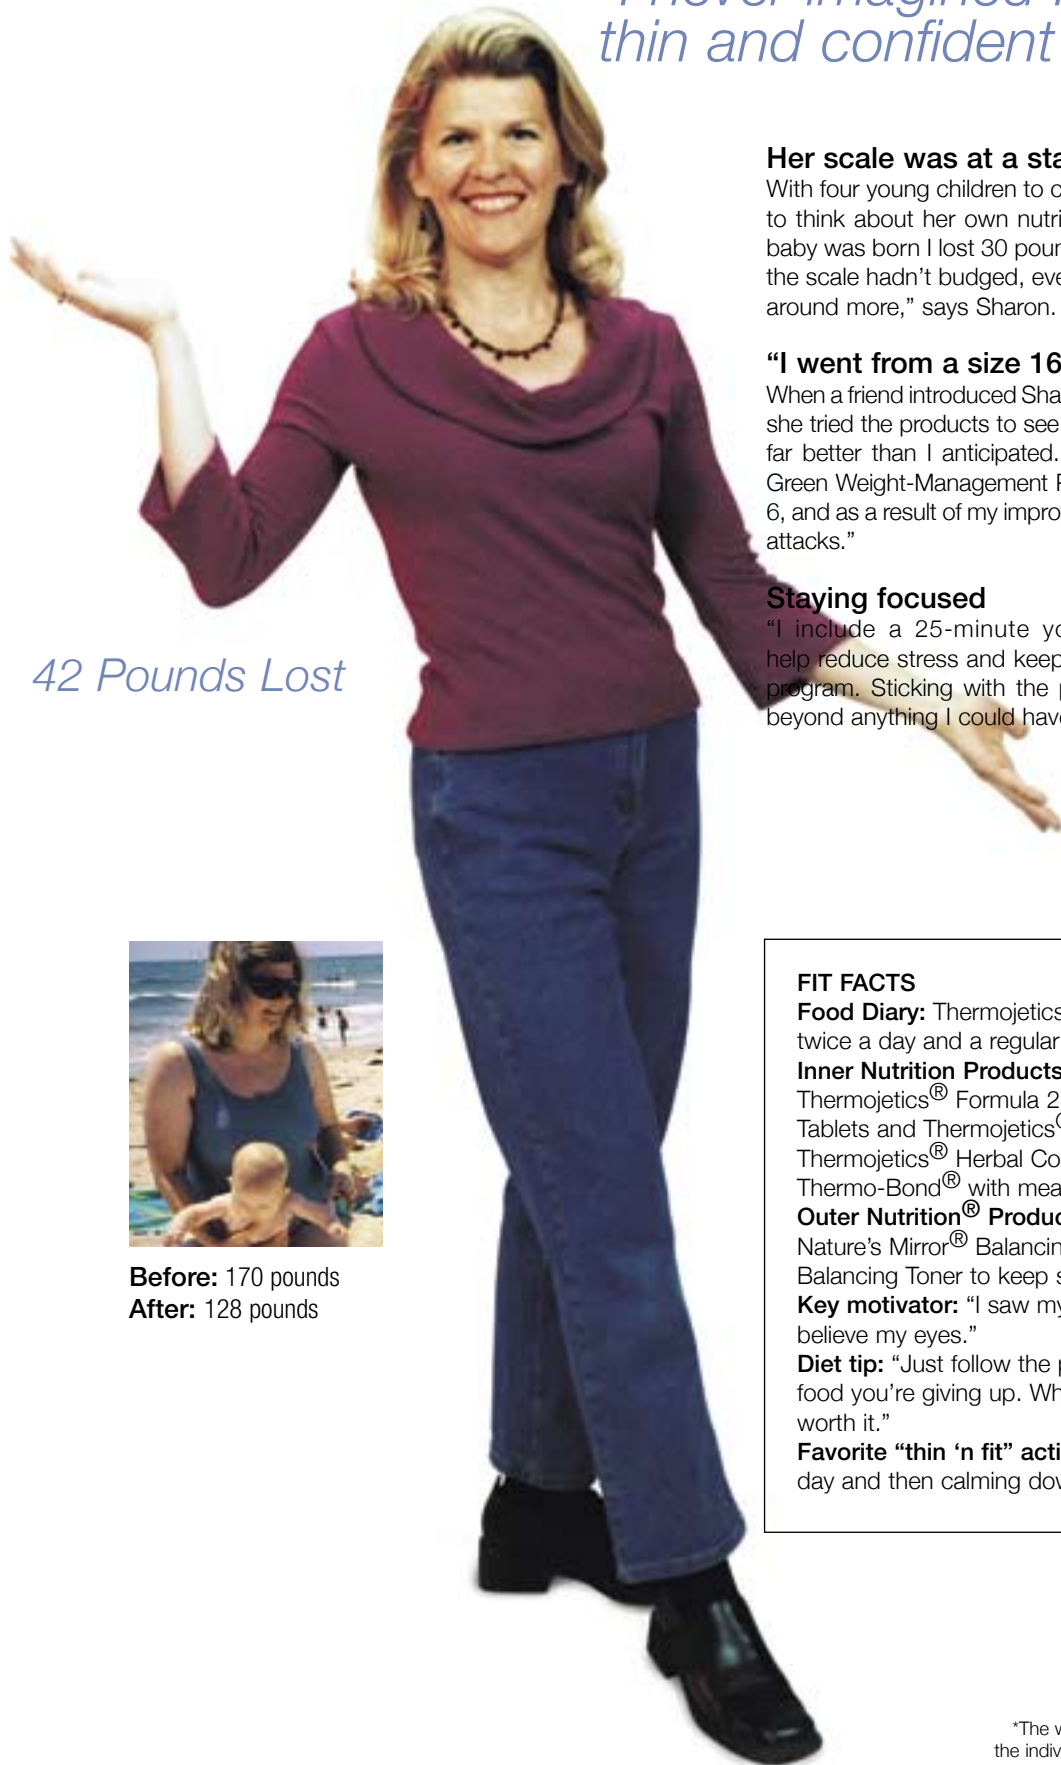 thin and confident
Her scale was at a sta
With four young children to c
to think about her own nutri
baby was born I lost 30 poun
the scale hadn’t budged, eve
around more,” says Sharon.
“I went from a size 16
When a friend introduced Sha
she tried the products to see
far better than I anticipated.
Green Weight-Management P
6, and as a result of my impro
attacks.”
Staying focused
“I include a 25-minute yo
help reduce stress and keep
program. Sticking with the p
beyond anything I could have
42 Pounds Lost
Before: 170 pounds
After: 128 pounds
FIT FACTS
Food Diary: Thermojetics
twice a day and a regular
Inner Nutrition Products
Thermojetics® Formula 2
Tablets and Thermojetics®
Thermojetics® Herbal Co
Thermo-Bond® with mea
Outer Nutrition® Produc
Nature’s Mirror® Balancin
Balancing Toner to keep s
Key motivator: “I saw my
believe my eyes.”
Diet tip: “Just follow the p
food you’re giving up. Wh
worth it.”
Favorite “thin ‘n fit” acti
day and then calming dow
*The w
the indiv